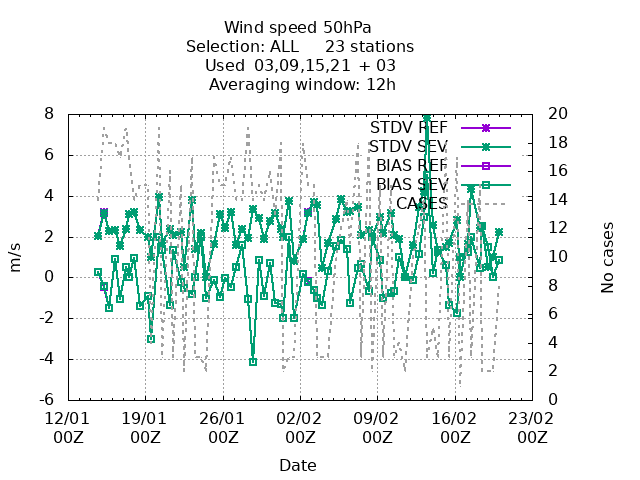 Wind speed 50hPa
Selection: ALL 23 stations
Used 03,09,15,21 + 03
Averaging window: 12h
STDV REF
STDV SEV
BIAS REF
BIAS SEV
CASES
8
6
4
2
0
-2
-4
-6
m/s
20
18
16
14
12
10
8
6
4
2
0
No cases
12/01 19/01 26/01 02/02 09/02 16/02 23/02
00Z 00Z 00Z 00Z 00Z 00Z 00Z
Date